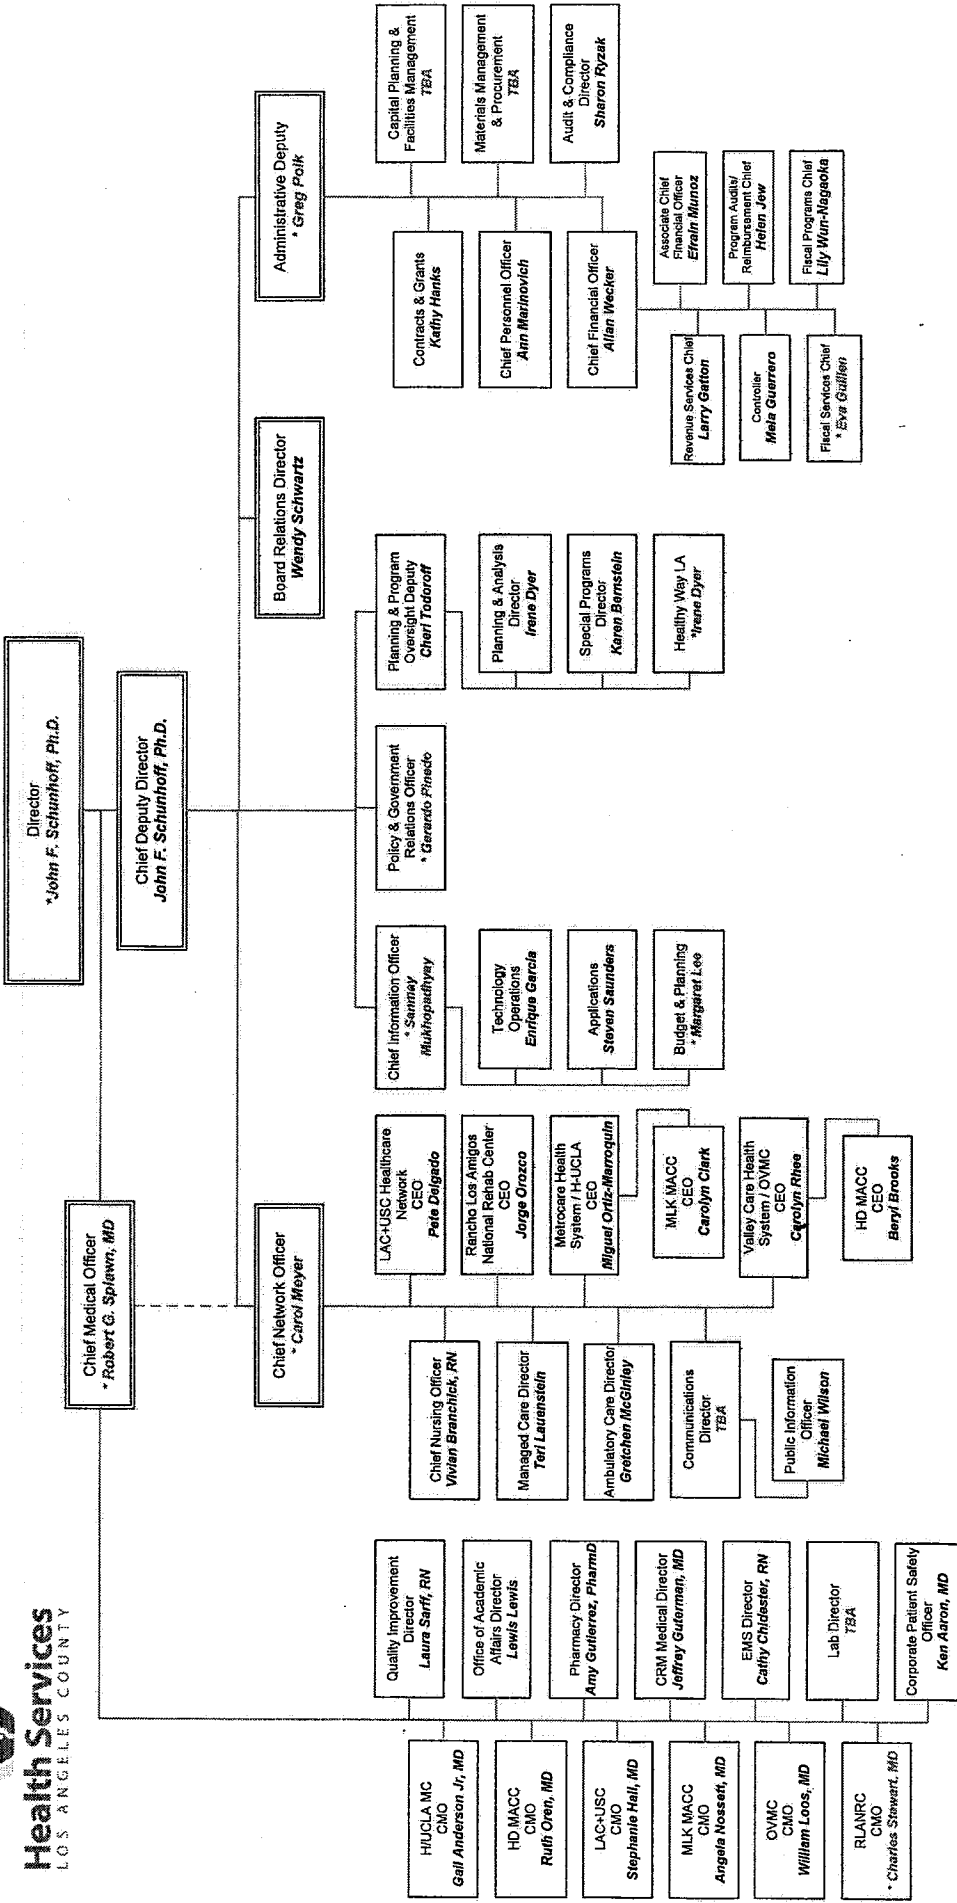 Health Services
LOS ANGELES COUNTY
Director
*John F. Schunhoff, Ph.D.
Chief Deputy Director
John F. Schunhoff, Ph.D.
Chief Medical Officer
* Robert G. Splawn, MD
Chief Network Officer
* Carol Meyer
Board Relations Director
Wendy Schwartz
Administrative Deputy
* Greg Polk
H/UCLA MC
CMO
Gail Anderson Jr, MD
HD MACC
CMO
Ruth Oren, MD
LAC+USC
CMO
Stephanie Hall, MD
MLK MACC
CMO
Angela Nossett, MD
OVMC
CMO
William Loos, MD
RLANRC
CMO
* Charles Stewart, MD
Quality Improvement
Director
Laura Sarff, RN
Office of Academic
Affairs Director
Lewis Lewis
Pharmacy Director
Amy Gutierrez, PharmD
CRM Medical Director
Jeffrey Guterman, MD
EMS Director
Cathy Chidester, RN
Lab Director
TBA
Corporate Patient Safety
Officer
Ken Aaron, MD
Chief Nursing Officer
Vivian Branchick, RN
Managed Care Director
Teri Lauenstein
Ambulatory Care Director
Gretchen McGinley
Communications
Director
TBA
Public Information
Officer
Michael Wilson
LAC+USC Healthcare
Network
CEO
Pete Delgado
Rancho Los Amigos
National Rehab Center
CEO
Jorge Orozco
Metrocare Health
System / H-UCLA
CEO
Miguel Ortiz-Marroquin
MLK MACC
CEO
Carolyn Clark
Valley Care Health
System / OVMC
CEO
Carolyn Rhee
HD MACC
CEO
Beryl Brooks
Chief Information Officer
* Sanmay
Mukhopadhyay
Technology
Operations
Enrique Garcia
Applications
Steven Saunders
Budget & Planning
* Margaret Lee
Policy & Government
Relations Officer
* Gerardo Pinedo
Planning & Program
Oversight Deputy
Cheri Todoroff
Planning & Analysis
Director
Irene Dyer
Special Programs
Director
Karen Bernstein
Healthy Way LA
*Irene Dyer
Contracts & Grants
Kathy Hanks
Chief Personnel Officer
Ann Marinovich
Chief Financial Officer
Allan Wecker
Capital Planning &
Facilities Management
TBA
Materials Management
& Procurement
TBA
Audit & Compliance
Director
Sharon Ryzak
Revenue Services Chief
Larry Gatton
Controller
Mela Guerrero
Fiscal Services Chief
* Eva Guillen
Associate Chief
Financial Officer
Efrain Munoz
Program Audits/
Reimbursement Chief
Helen Jew
Fiscal Programs Chief
Lily Wun-Nagaoka